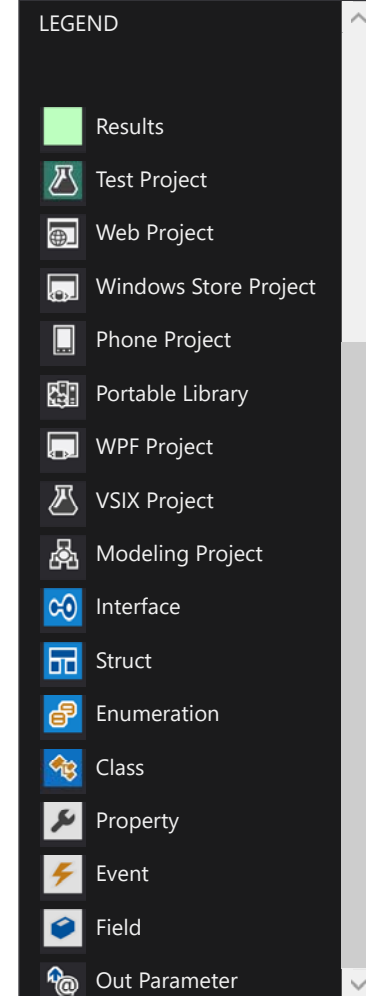 LEGEND
Results
Test Project
Web Project
Windows Store Project
Phone Project
Portable Library
WPF Project
VSIX Project
Modeling Project
Interface
Struct
Enumeration
Class
Property
Event
Field
Out Parameter